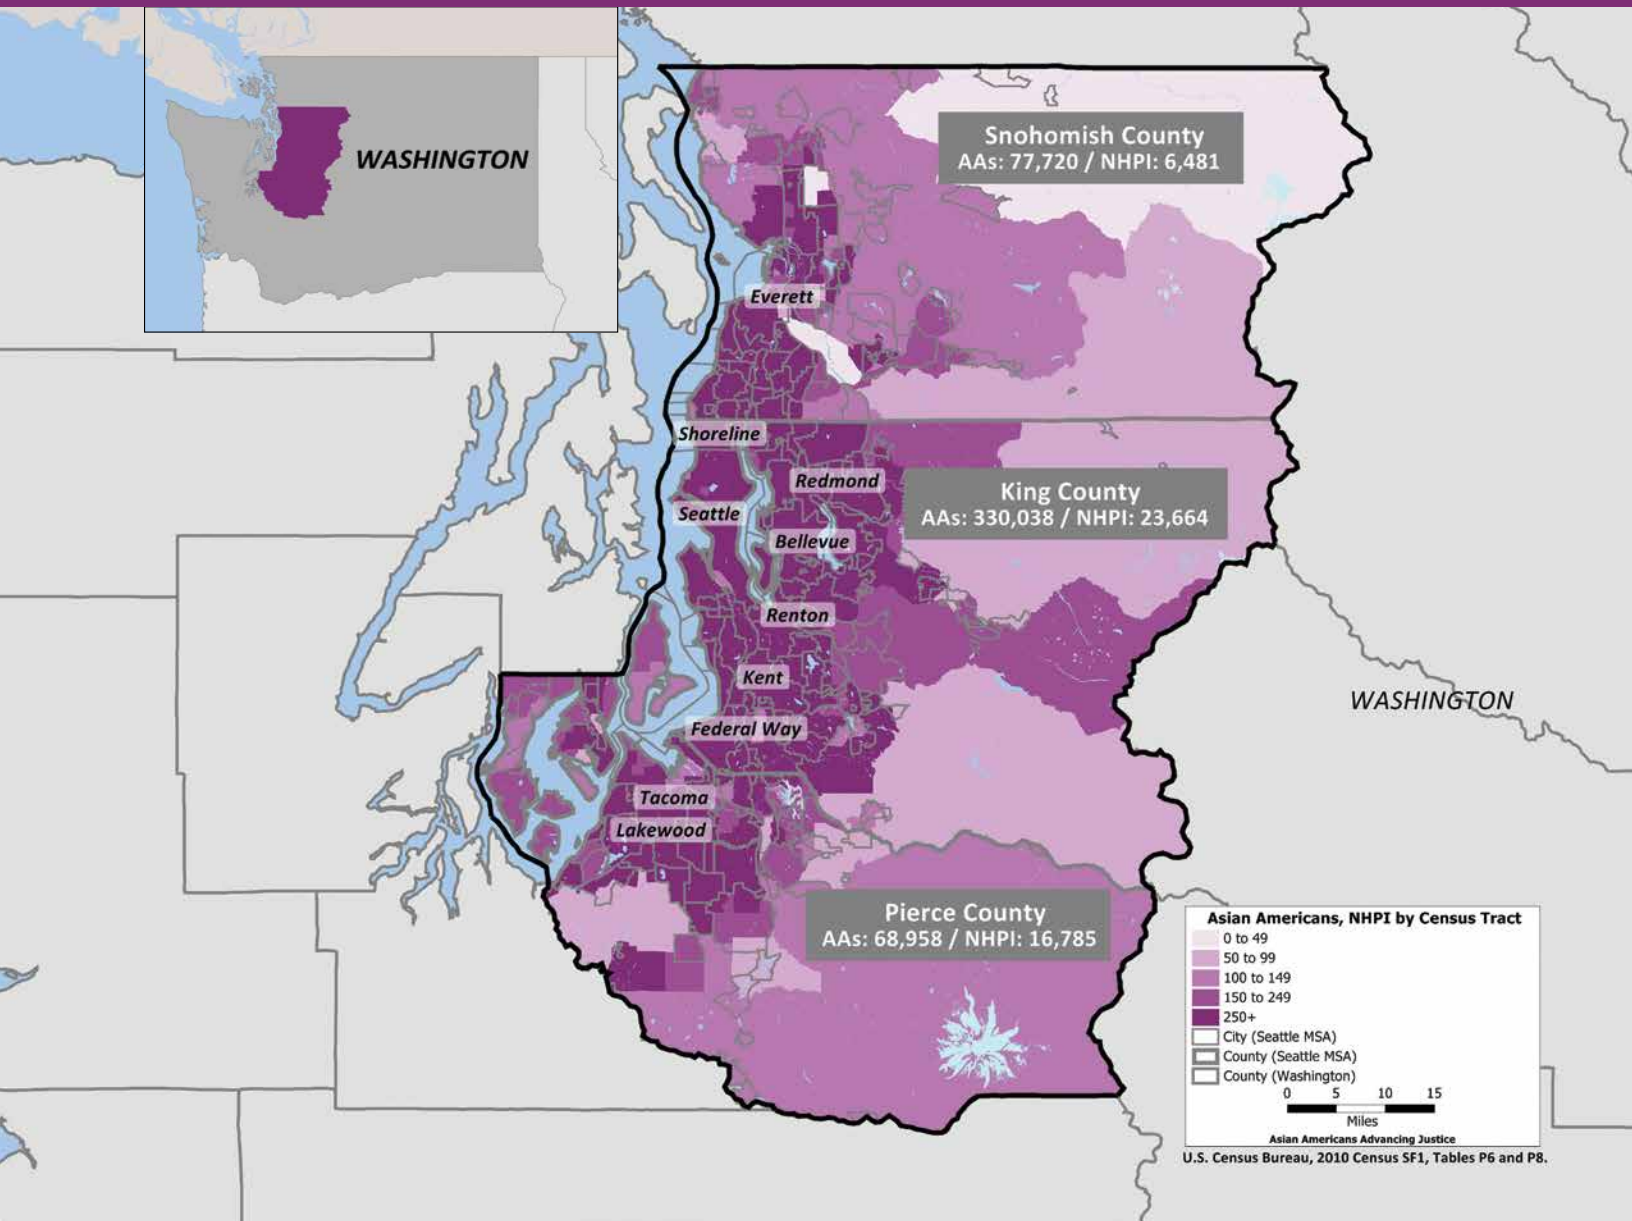 WASHINGTON
Snohomish County
AAs: 77,720 / NHPI: 6,481
Everett
Shoreline
Redmond
King County
AAs: 330,038 / NHPI: 23,664
Seattle
Bellevue
Renton
Kent
WASHINGTON
Federal Way
Tacoma
Lakewood
Pierce County
AAs: 68,958 / NHPI: 16,785
Asian Americans, NHPI by Census Tract
0 to 49
50 to 99
100 to 149
150 to 249
250+
City (Seattle MSA)
County (Seattle MSA)
County (Washington)
0 5 10 15
Miles
Asian Americans Advancing Justice
U.S. Census Bureau, 2010 Census SF1, Tables P6 and P8.